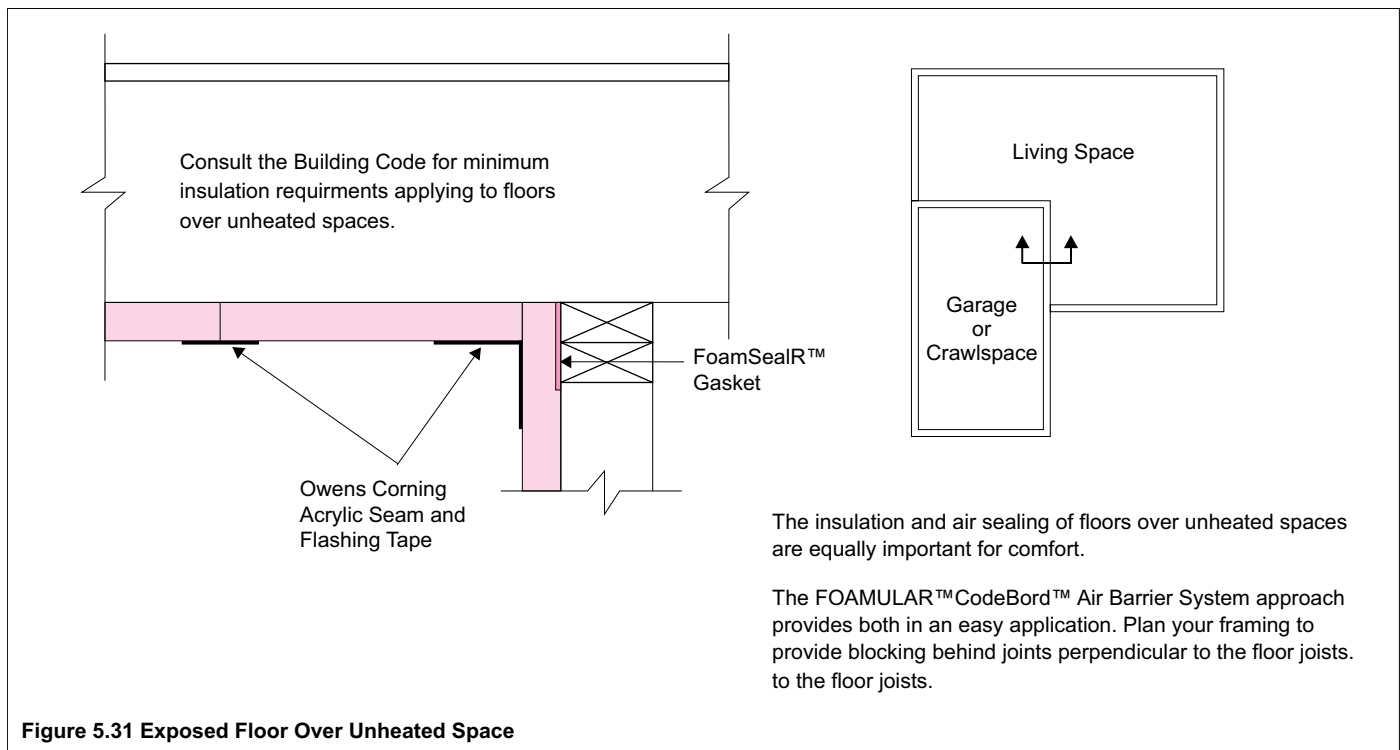 Consult the Building Code for minimum
insulation requirments applying to floors
over unheated spaces.
FoamSealR™
Gasket
Owens Corning
Acrylic Seam and
Flashing Tape
Living Space
Garage
or
Crawlspace
The insulation and air sealing of floors over unheated spaces
are equally important for comfort.
The FOAMULAR™CodeBord™ Air Barrier System approach
provides both in an easy application. Plan your framing to
provide blocking behind joints perpendicular to the floor joists.
to the floor joists.
Figure 5.31 Exposed Floor Over Unheated Space